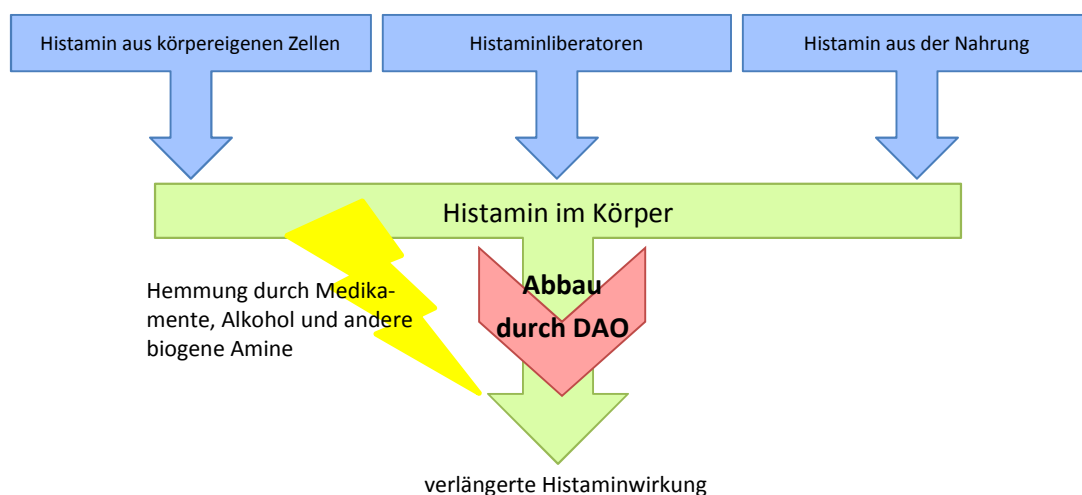 Histamin aus körpereigenen Zellen
Histaminliberatoren
Histamin aus der Nahrung
Histamin im Körper
Hemmung durch Medika-
mente, Alkohol und andere
biogene Amine
Abbau
durch DAO
verlängerte Histaminwirkung